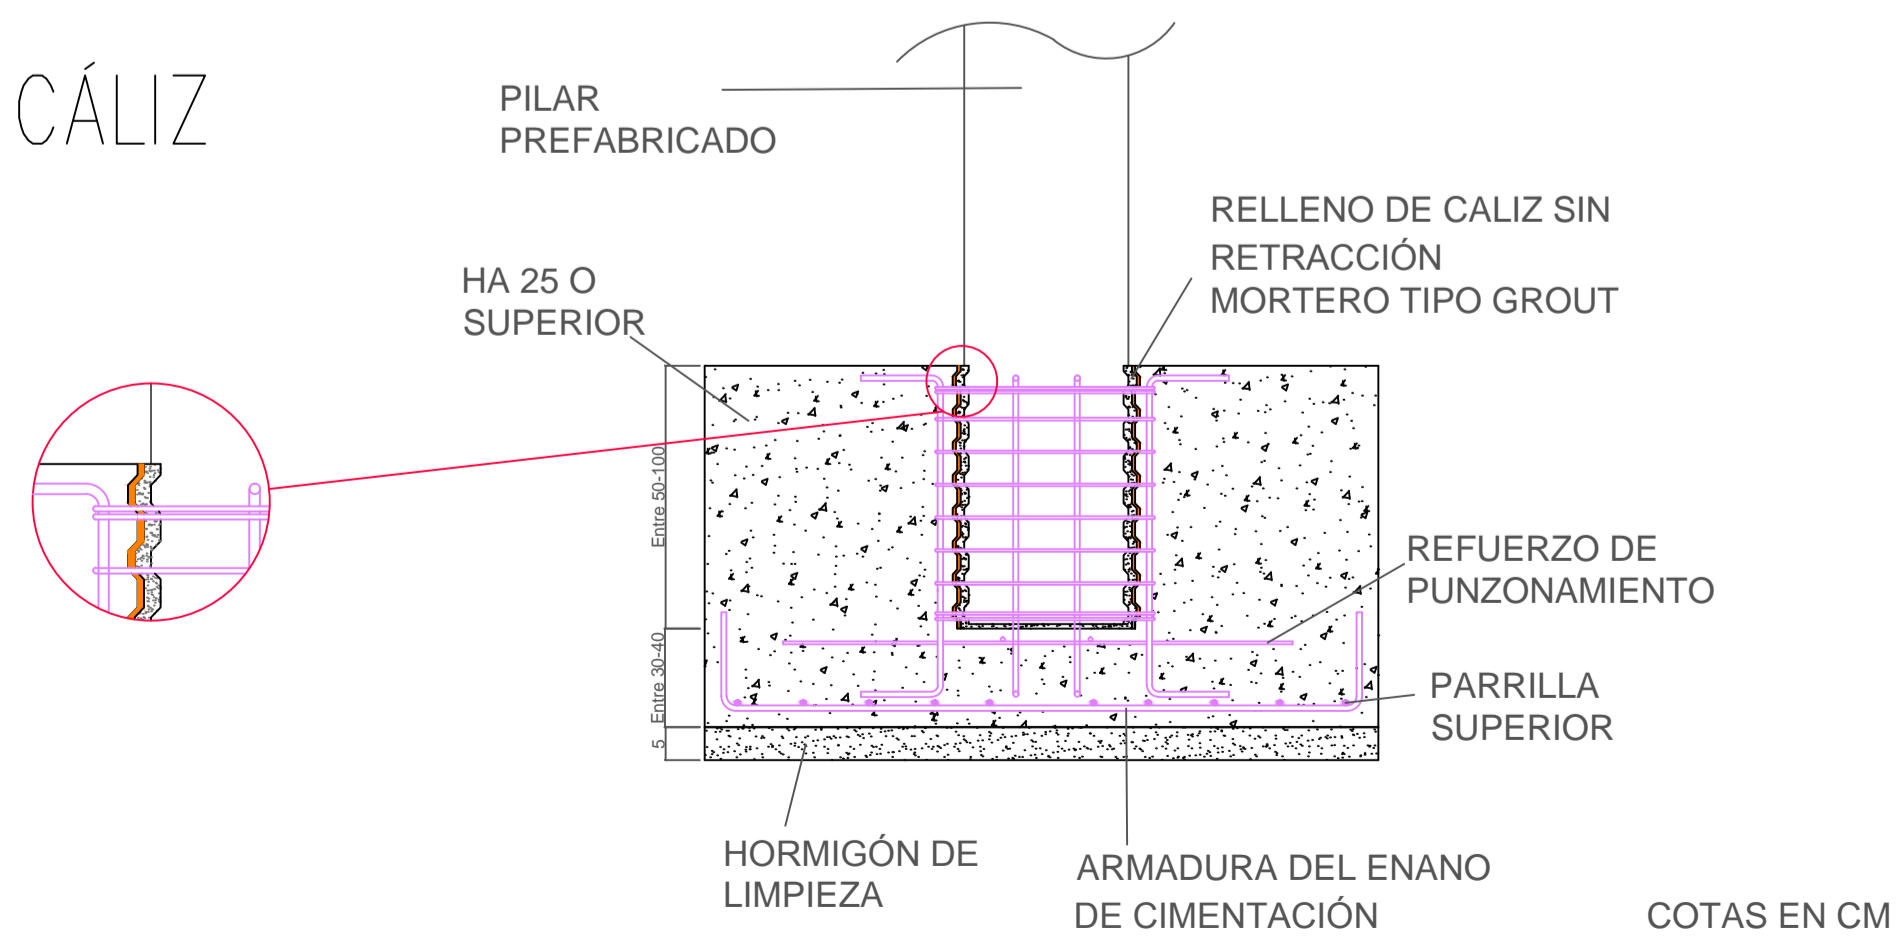 CÁLIZ
PILAR
PREFABRICADO
RELLENO DE CALIZ SIN
RETRACCIÓN
MORTERO TIPO GROUT
HA 25 O
SUPERIOR
Entre 50-100
REFUERZO DE
PUNZONAMIENTO
Entre 30-40
PARRILLA
SUPERIOR
5
HORMIGÓN DE
LIMPIEZA
ARMADURA DEL ENANO
DE CIMENTACIÓN
COTAS EN CM